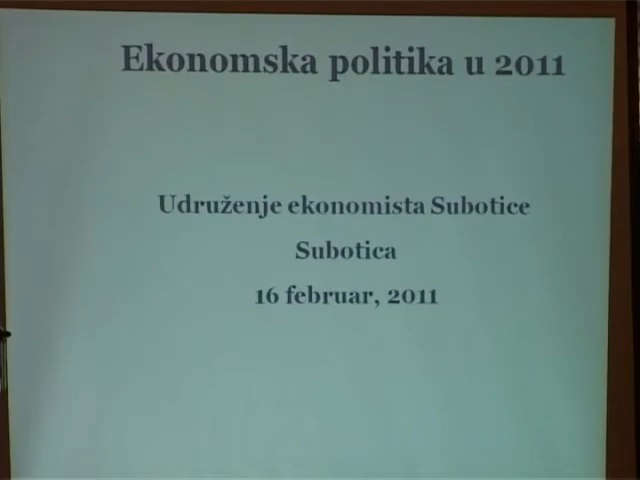 Ekonomska politika u 2011
Udruženje ekonomista Subotice
Subotica
16 februar, 2011